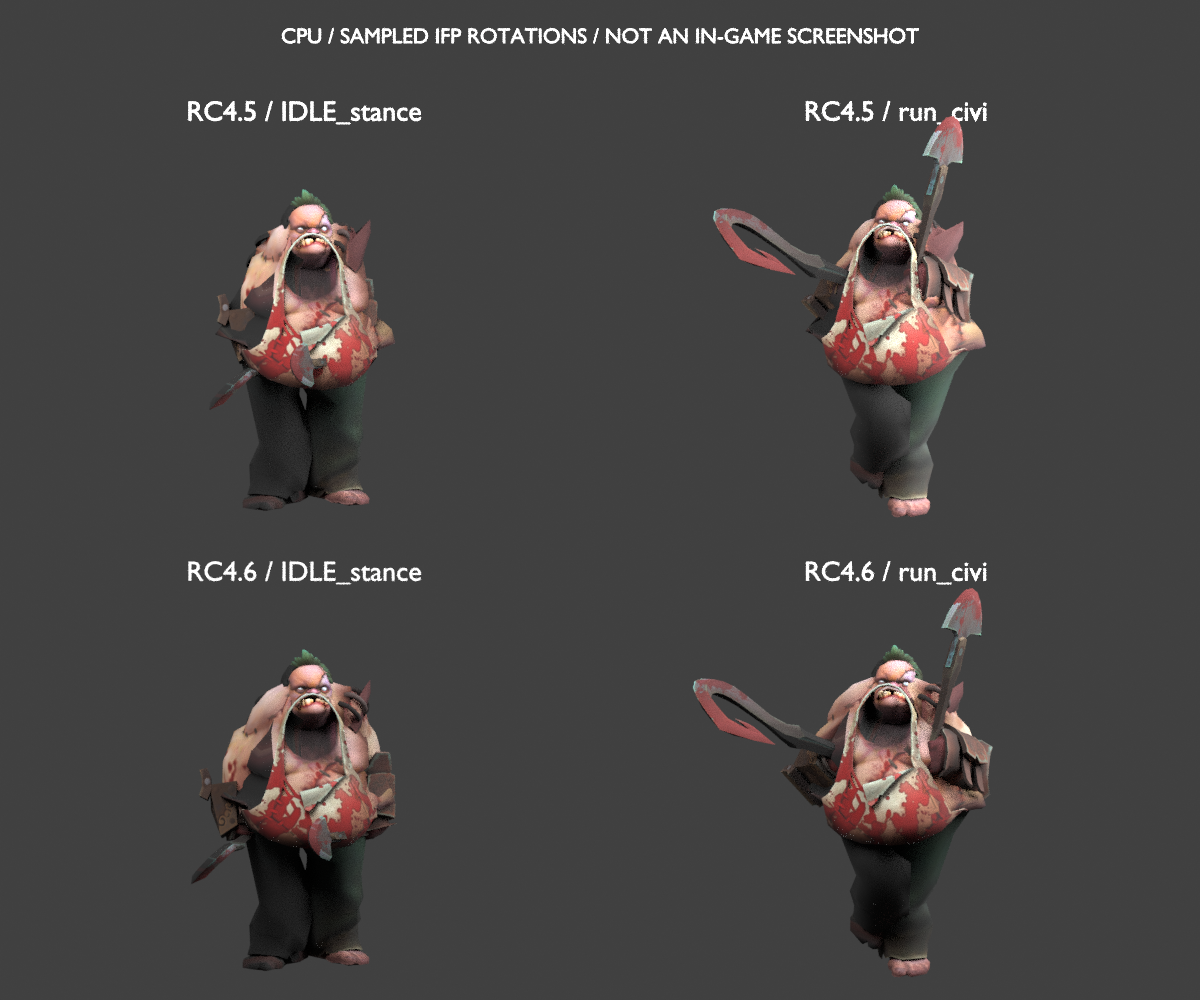 CPU / SAMPLED IFP ROTATIONS / NOT AN IN-GAME SCREENSHOT
RC4.5 / IDLE_stance
RC4.5 / run_civi
RC4.6 / IDLE_stance
RC4.6 / run_civi